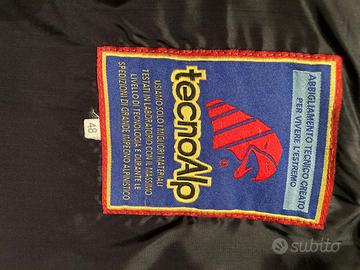 ABBIGLIAMENTO TECNICO CREATO
PER VIVERE L'ESTREMO
®
tecnoAlp
USIAMO SOLO I MIGLIORI MATERIALI
TESTATI IN LABORATORIO CON IL MASSIMO
LIVELLO DI TECNOLOGIA E DURANTE LE
SPEDIZIONI DI GRANDE IMPEGNO ALPINISTICO
48
subito